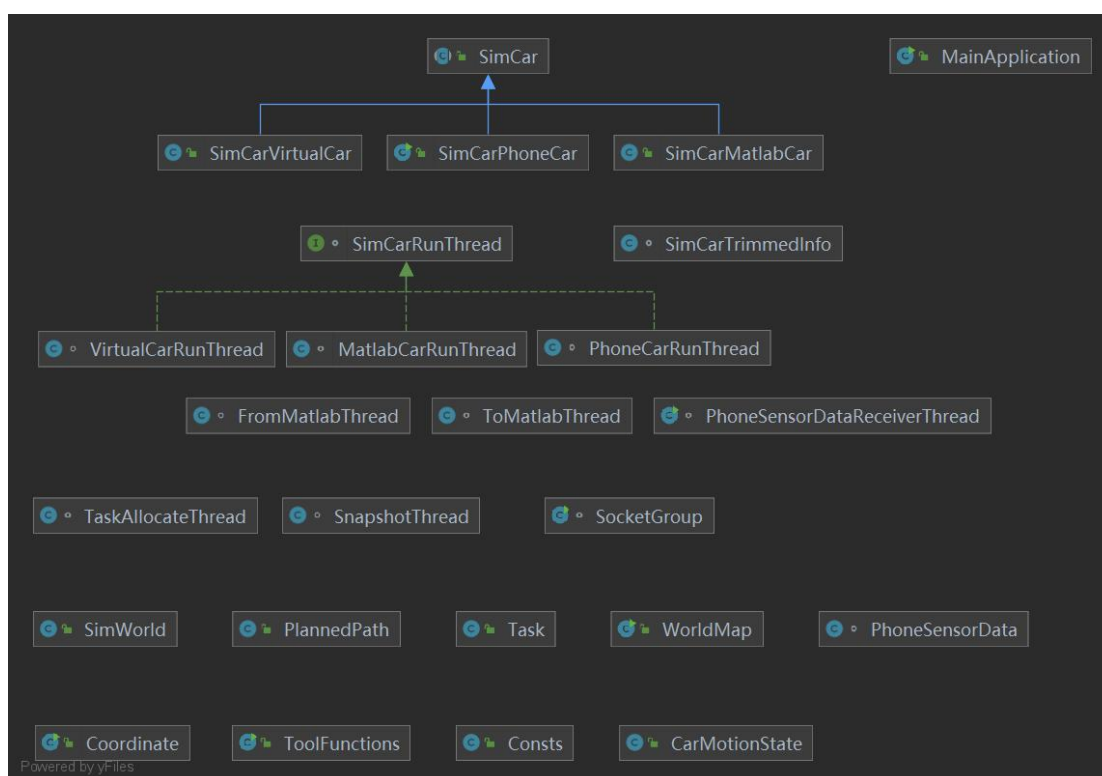 SimCar
MainApplication
SimCarVirtualCar
SimCarPhoneCar
SimCarMatlabCar
SimCarRunThread
SimCarTrimmedInfo
VirtualCarRunThread
MatlabCarRunThread
PhoneCarRunThread
FromMatlabThread
ToMatlabThread
PhoneSensorDataReceiverThread
TaskAllocateThread
SnapshotThread
SocketGroup
SimWorld
PlannedPath
Task
WorldMap
PhoneSensorData
Coordinate
ToolFunctions
Consts
CarMotionState
Powered by yFiles